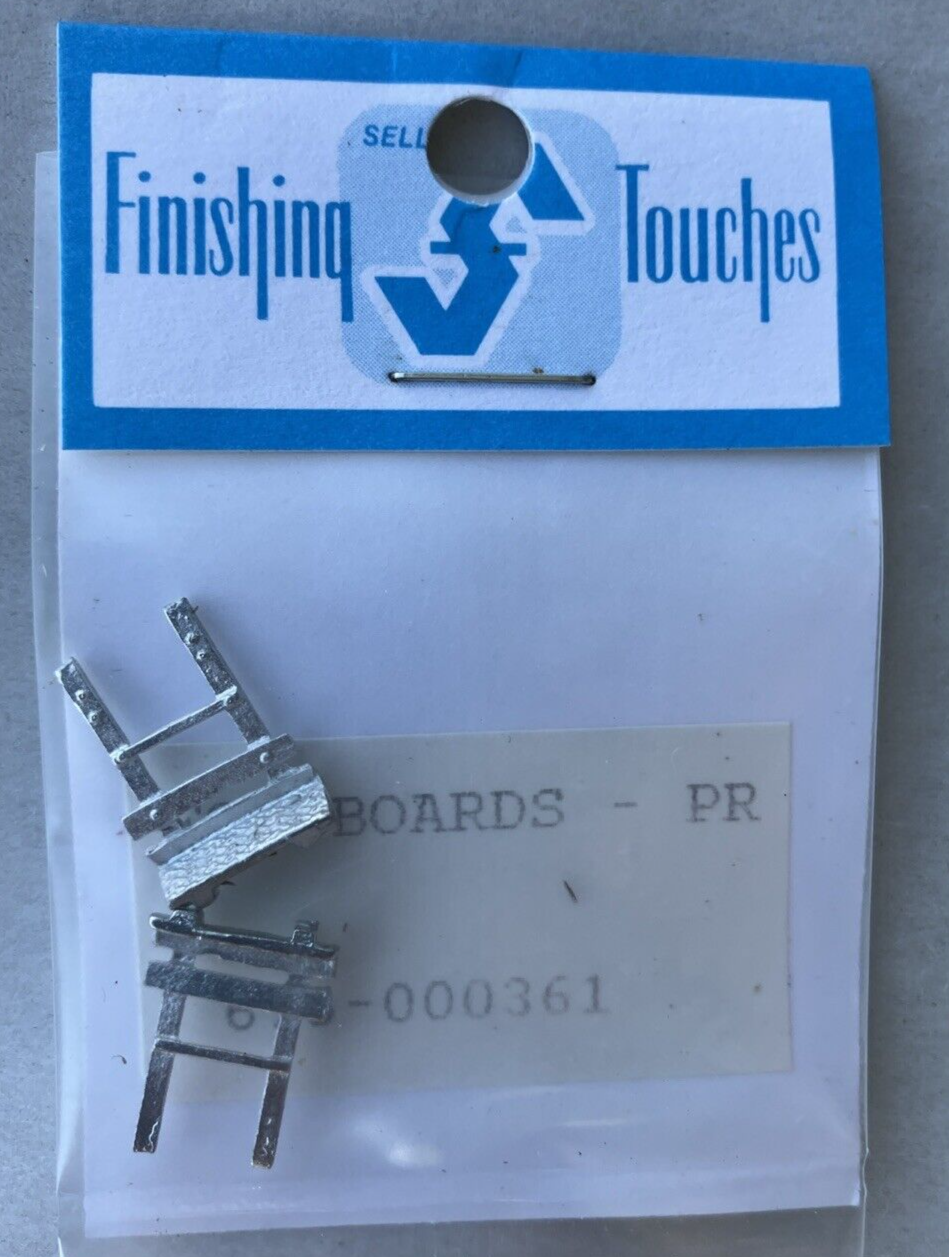 SELL
Finishing Touches
BOARDS - PR
-000361